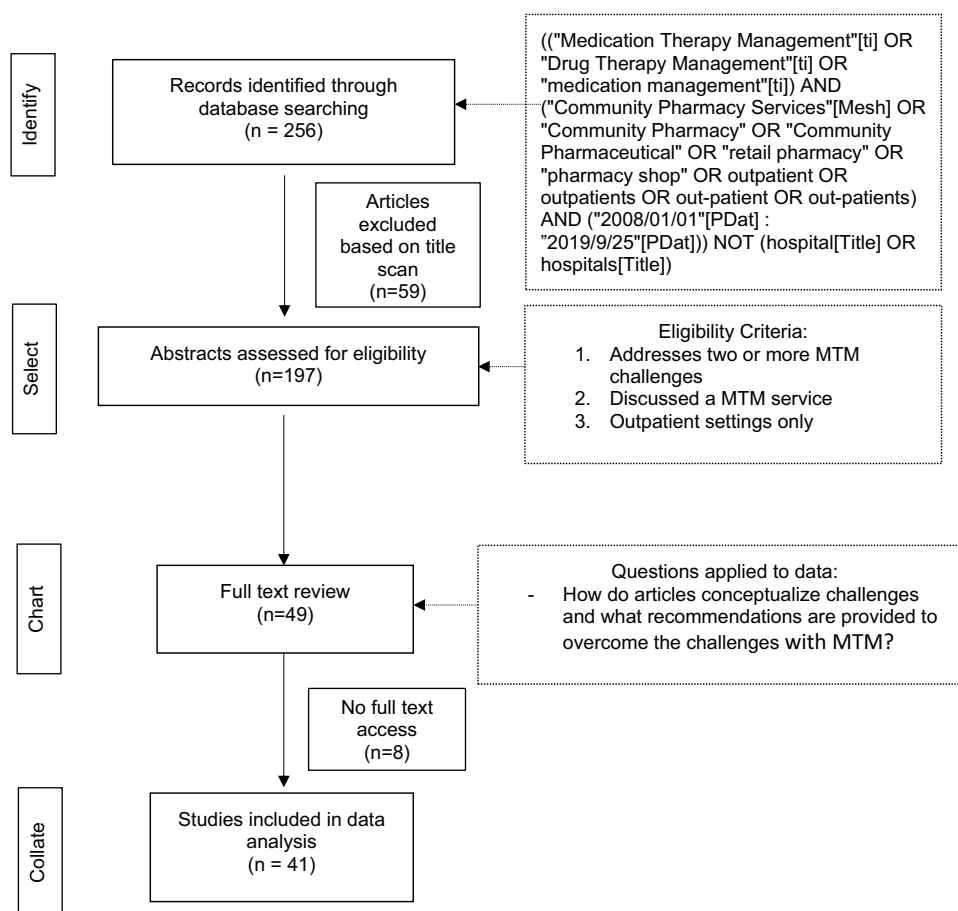 Identify
Records identified through
database searching
(n = 256)
(("Medication Therapy Management"[ti] OR
"Drug Therapy Management"[ti] OR
"medication management"[ti]) AND
("Community Pharmacy Services"[Mesh] OR
"Community Pharmacy" OR "Community
Pharmaceutical" OR "retail pharmacy" OR
"pharmacy shop" OR outpatient OR
outpatients OR out-patient OR out-patients)
AND ("2008/01/01"[PDat] :
”2019/9/25"[PDat])) NOT (hospital[Title] OR
hospitals[Title])
Articles
excluded
based on title
scan
(n=59)
Select
Abstracts assessed for eligibility
(n=197)
Eligibility Criteria:
1. Addresses two or more MTM
challenges
2. Discussed a MTM service
3. Outpatient settings only
Chart
Full text review
(n=49)
Questions applied to data:
- How do articles conceptualize challenges
and what recommendations are provided to
overcome the challenges with MTM?
No full text
access
(n=8)
Collate
Studies included in data
analysis
(n = 41)